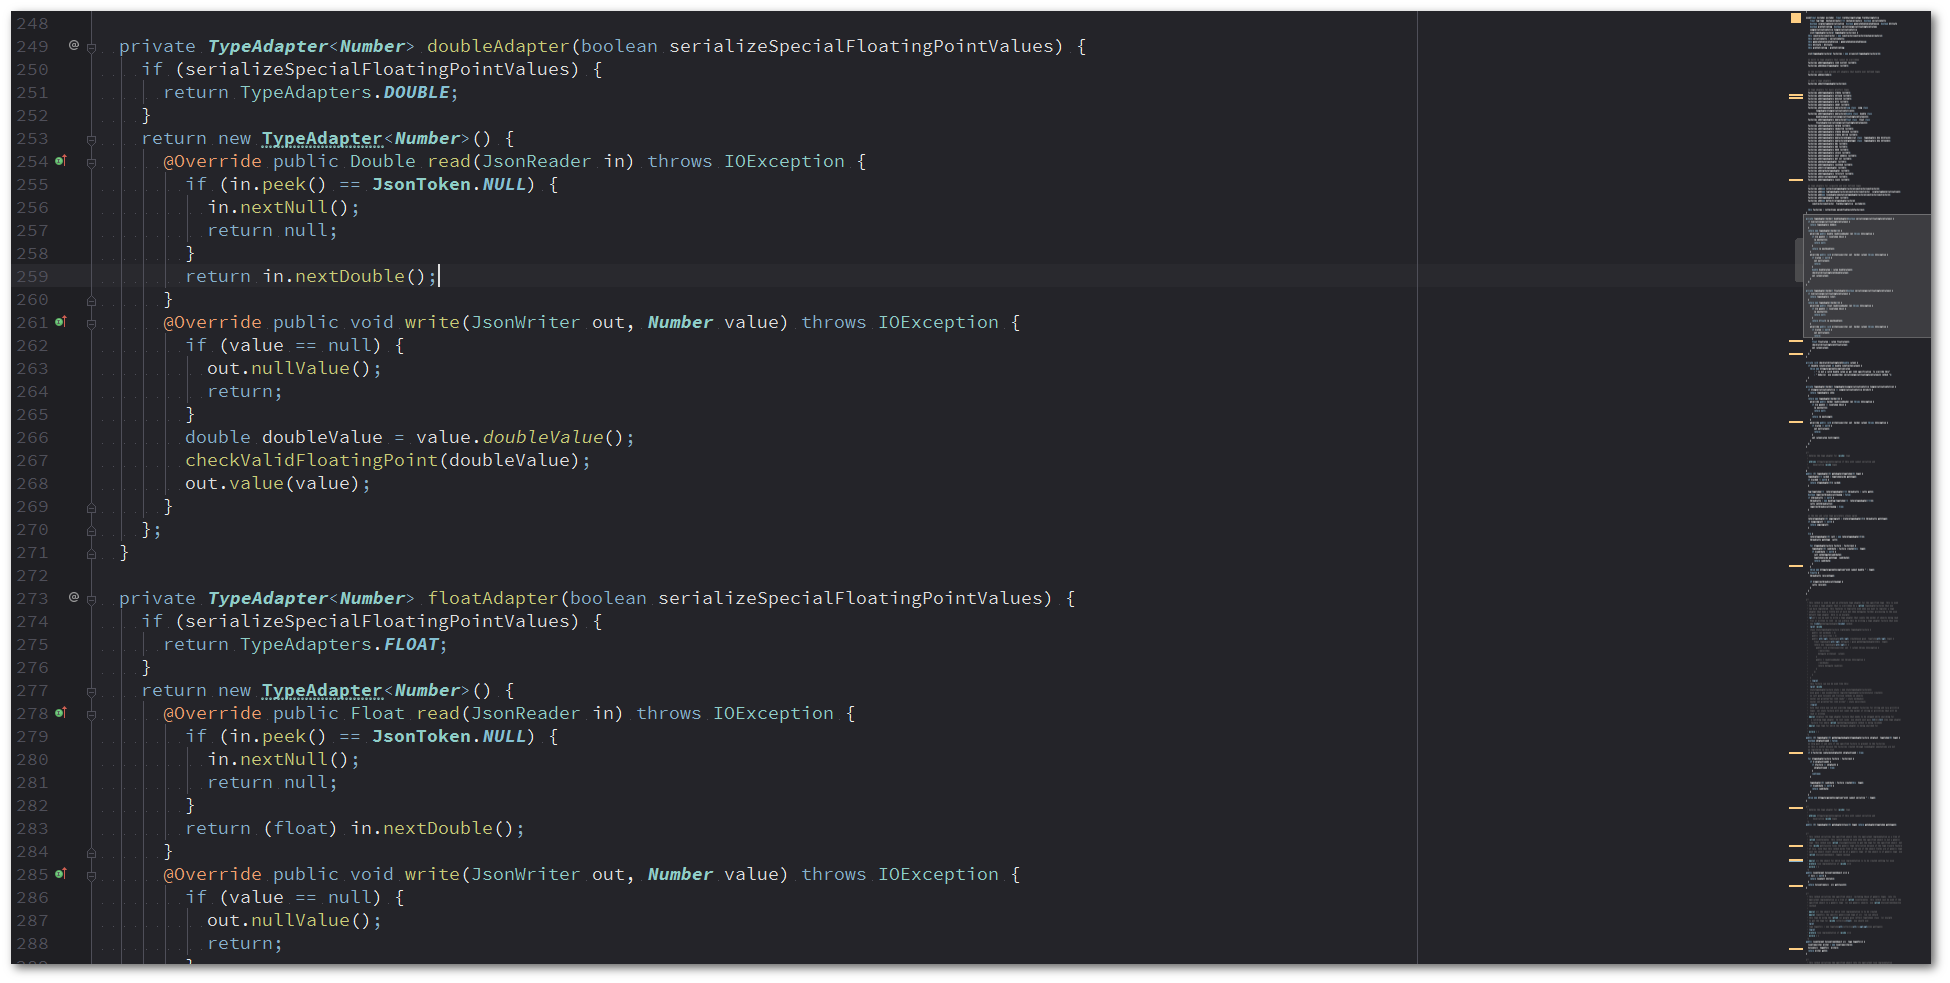 248
249 @ private TypeAdapter<Number> doubleAdapter(boolean serializeSpecialFloatingPointValues) {
250 if (serializeSpecialFloatingPointValues) {
251 return TypeAdapters.DOUBLE;
252 }
253 return new TypeAdapter<Number>() {
254 @Override public Double read(JsonReader in) throws IOException {
255 if (in.peek() == JsonToken.NULL) {
256 in.nextNull();
257 return null;
258 }
259 return in.nextDouble();
260 }
261 @Override public void write(JsonWriter out, Number value) throws IOException {
262 if (value == null) {
263 out.nullValue();
264 return;
265 }
266 double doubleValue = value.doubleValue();
267 checkValidFloatingPoint(doubleValue);
268 out.value(value);
269 }
270 };
271 }
272
273 @ private TypeAdapter<Number> floatAdapter(boolean serializeSpecialFloatingPointValues) {
274 if (serializeSpecialFloatingPointValues) {
275 return TypeAdapters.FLOAT;
276 }
277 return new TypeAdapter<Number>() {
278 @Override public Float read(JsonReader in) throws IOException {
279 if (in.peek() == JsonToken.NULL) {
280 in.nextNull();
281 return null;
282 }
283 return (float) in.nextDouble();
284 }
285 @Override public void write(JsonWriter out, Number value) throws IOException {
286 if (value == null) {
287 out.nullValue();
288 return;